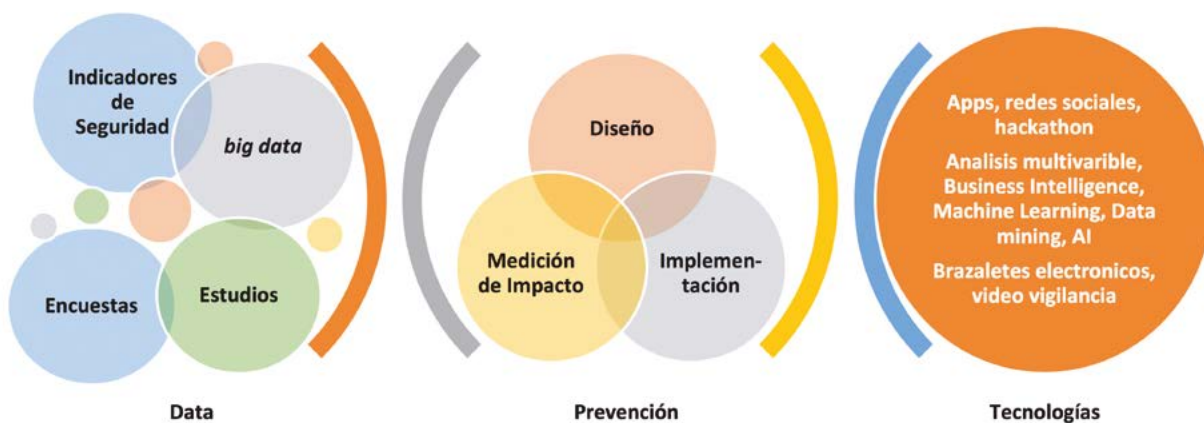 Indicadores
de
Seguridad
big data
Encuestas
Estudios
Data
Diseño
Medición
de Impacto
Implemen-
tación
Prevención
Apps, redes sociales,
hackathon
Analisis multivarible,
Business Intelligence,
Machine Learning, Data
mining, AI
Brazaletes electronicos,
video vigilancia
Tecnologías